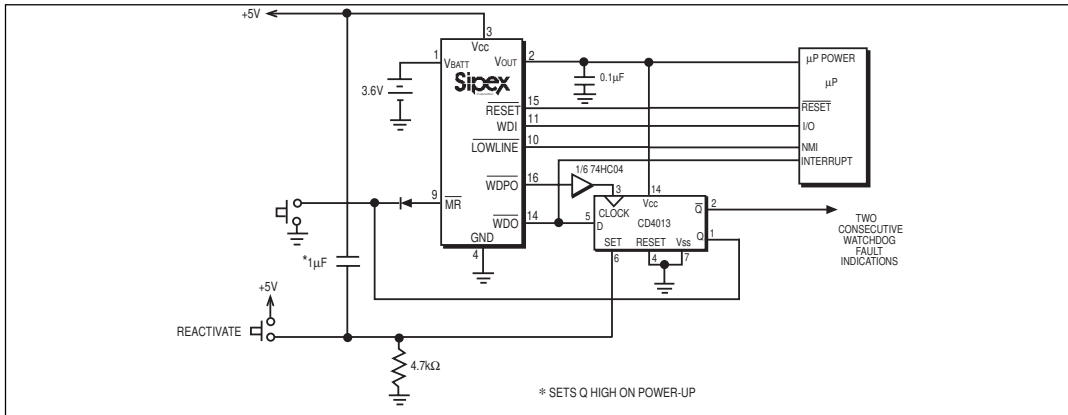 +5V
3
VCC
1
VBATT
VOUT
2
Sipex
3.6V
0.1µF
µP POWER
µP
RESET
15
RESET
WDI
11
I/O
LOWLINE
10
NMI
INTERRUPT
1/6 74HC04
WDPO
16
3
14
9
MR
CLOCK
VCC
Q
2
WDO
14
5
D
CD4013
Q
1
GND
SET
RESET
VSS
4
6
4
7
TWO
CONSECUTIVE
WATCHDOG
FAULT
INDICATIONS
*1µF
+5V
REACTIVATE
4.7kΩ
* SETS Q HIGH ON POWER-UP